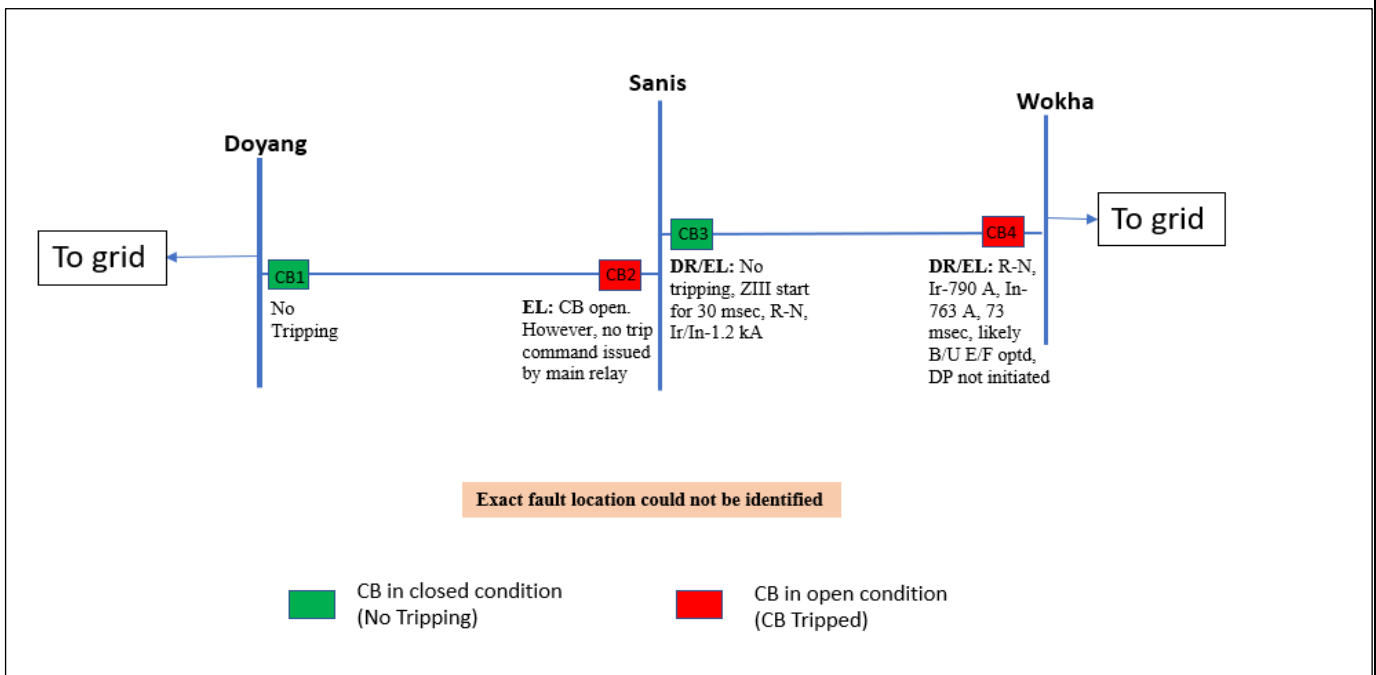 Sanis
Wokha
Doyang
To grid
To grid
CB1
CB2
CB3
CB4
No
Tripping
EL: CB open.
However, no trip
command issued
by main relay
DR/EL: No
tripping, ZIII start
for 30 msec, R-N,
Ir/In-1.2 kA
DR/EL: R-N,
Ir-790 A, In-
763 A, 73
msec, likely
B/U E/F optd,
DP not initiated
Exact fault location could not be identified
CB in closed condition
(No Tripping)
CB in open condition
(CB Tripped)